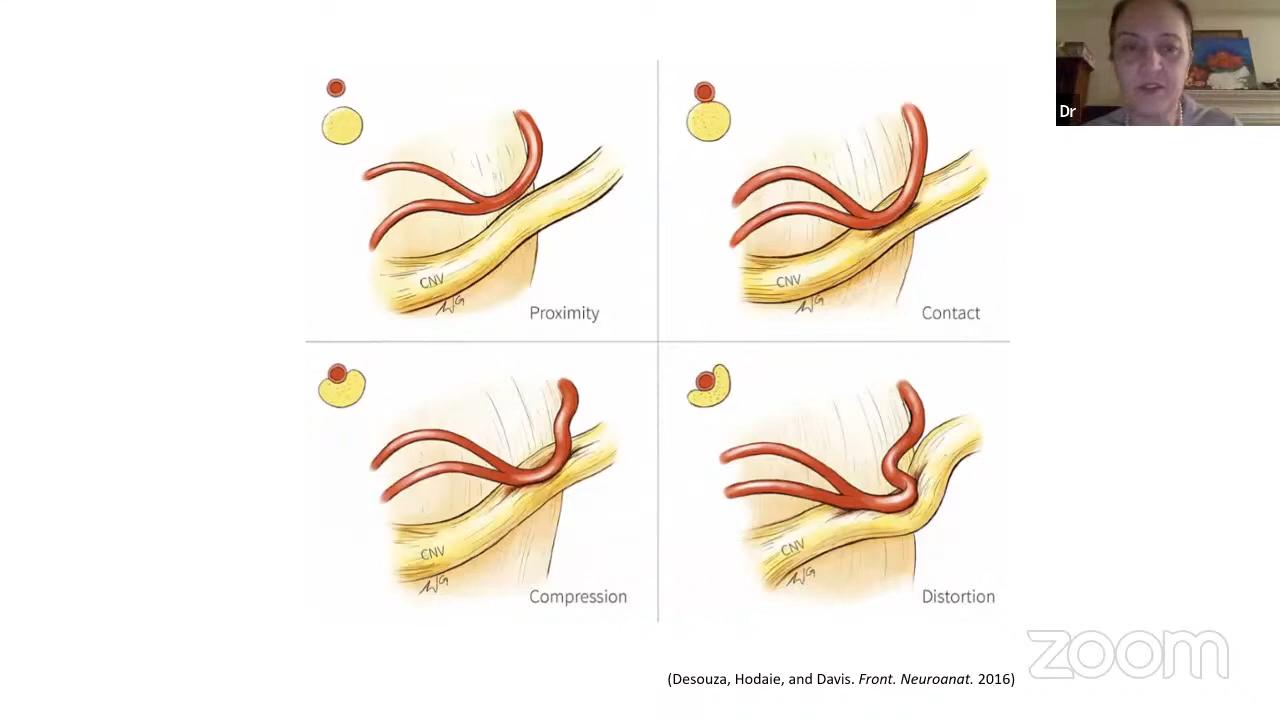 Dr
CNV
Proximity
CNV
Contact
CNV
Compression
CNV
Distortion
zoom
(Desouza, Hodaie, and Davis. Front. Neuroanat. 2016)